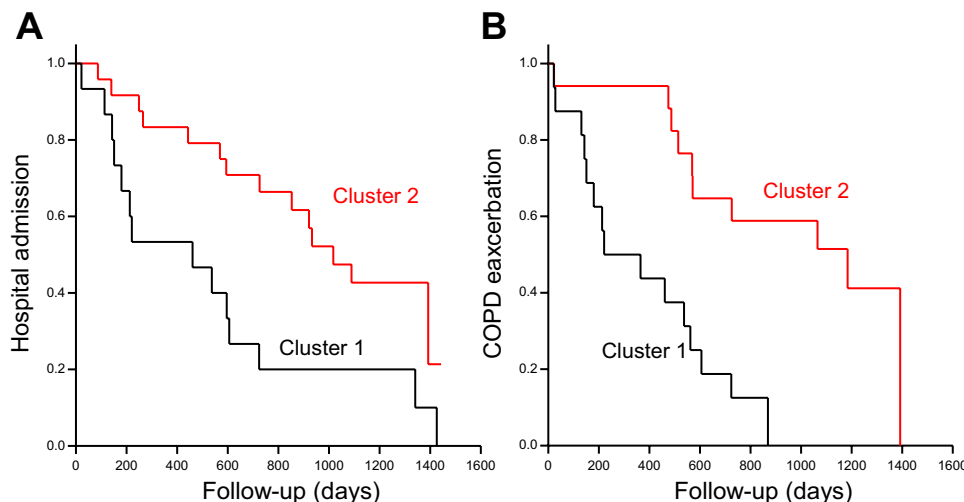 A
Hospital admission
1.0
0.8
0.6
0.4
0.2
0.0
Cluster 2
Cluster 1
0 200 400 600 800 1000 1200 1400 1600
Follow-up (days)
B
COPD eaxcerbation
1.0
0.8
0.6
0.4
0.2
0.0
Cluster 2
Cluster 1
0 200 400 600 800 1000 1200 1400 1600
Follow-up (days)